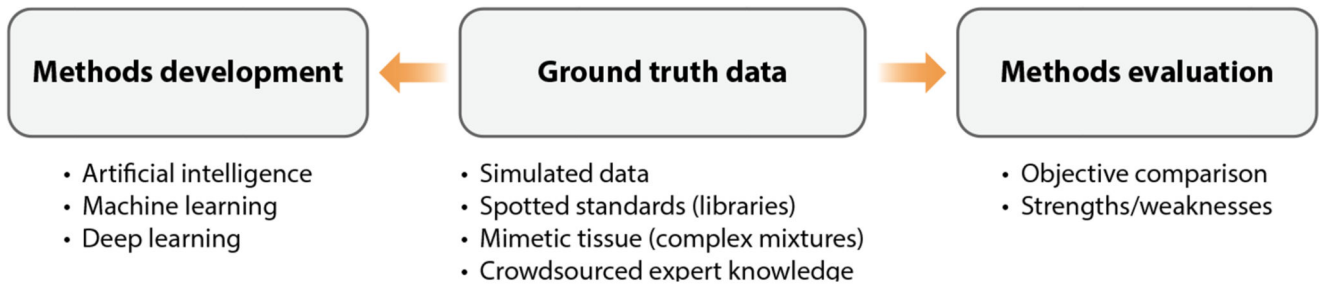 Methods development
• Artificial intelligence
• Machine learning
• Deep learning
Ground truth data
• Simulated data
• Spotted standards (libraries)
• Mimetic tissue (complex mixtures)
• Crowdsourced expert knowledge
Methods evaluation
• Objective comparison
• Strengths/weaknesses